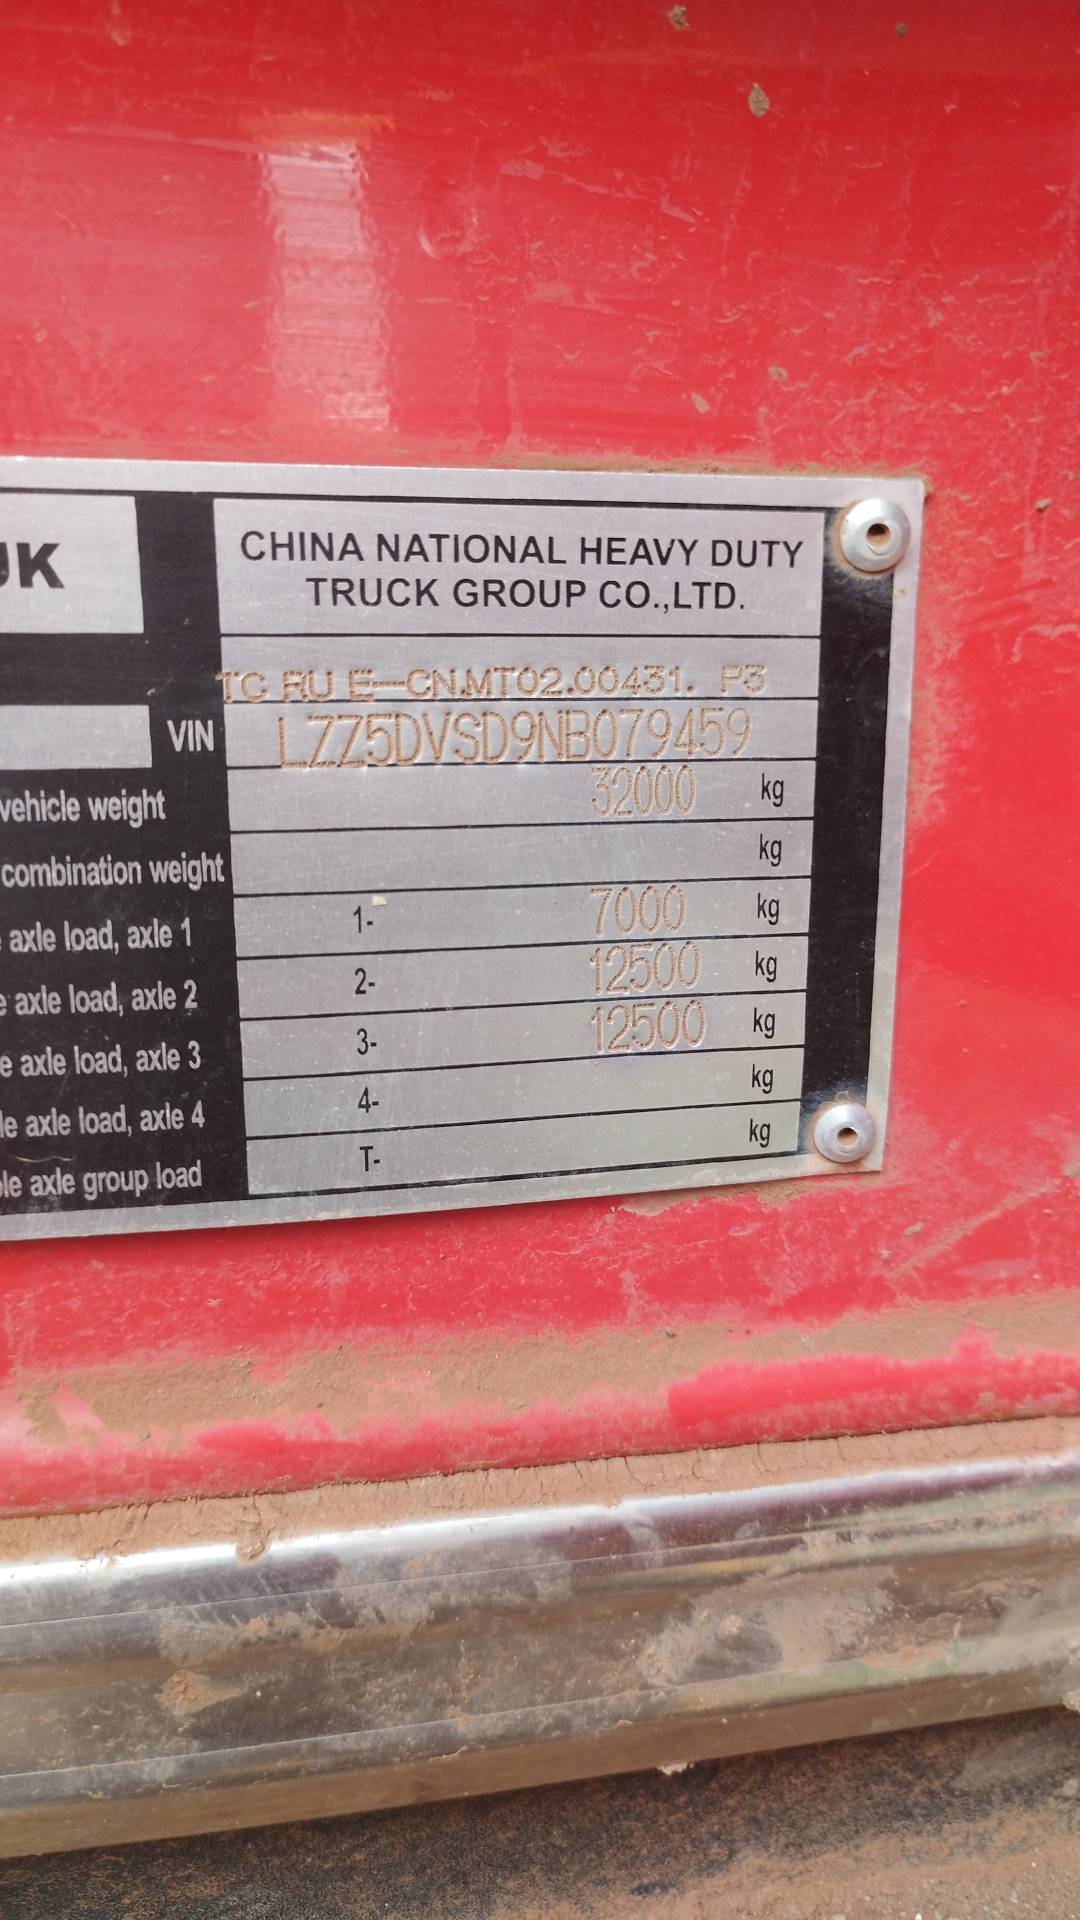 UK
CHINA NATIONAL HEAVY DUTY
TRUCK GROUP CO.,LTD.
TC RU E-CN.MT02.00431. P3
VIN LZZ5DVSD9NB079459
vehicle weight 32000 kg
combination weight kg
axle load, axle 1 1- 7000 kg
axle load, axle 2 2- 12500 kg
axle load, axle 3 3- 12500 kg
axle load, axle 4 4- kg
axle group load T- kg